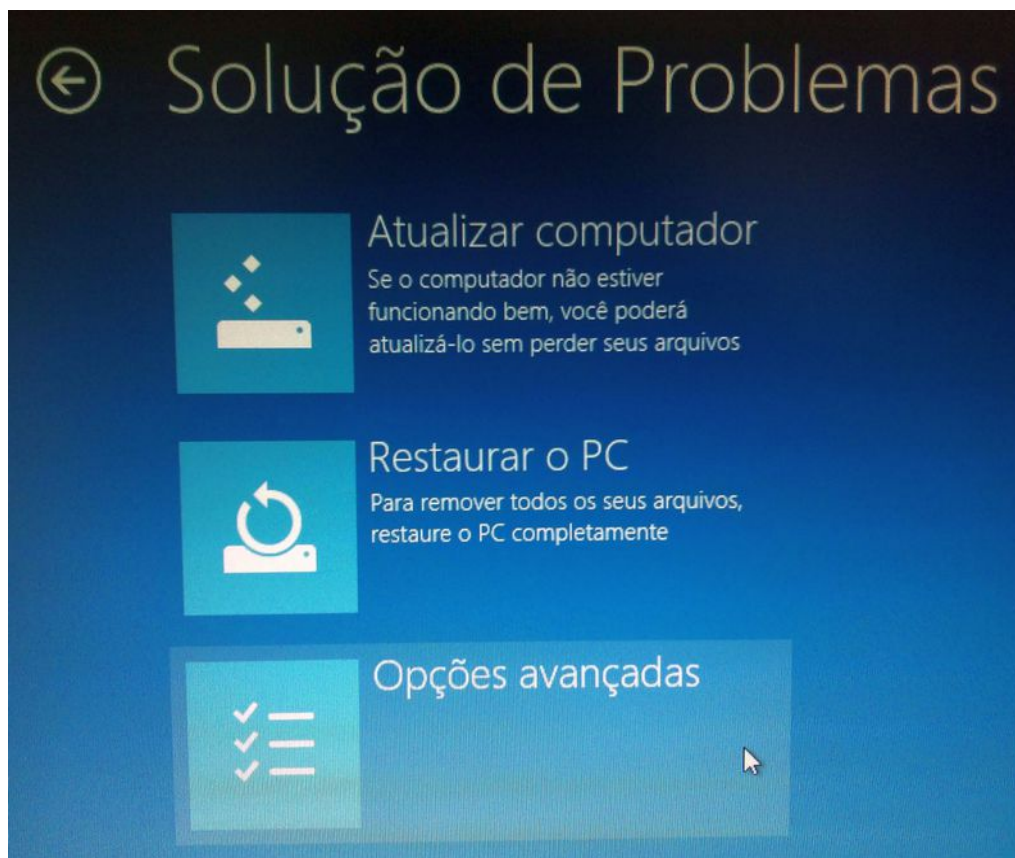 Solução de Problemas
Atualizar computador
Se o computador não estiver
funcionando bem, você poderá
atualizá-lo sem perder seus arquivos
Restaurar o PC
Para remover todos os seus arquivos,
restaure o PC completamente
Opções avançadas